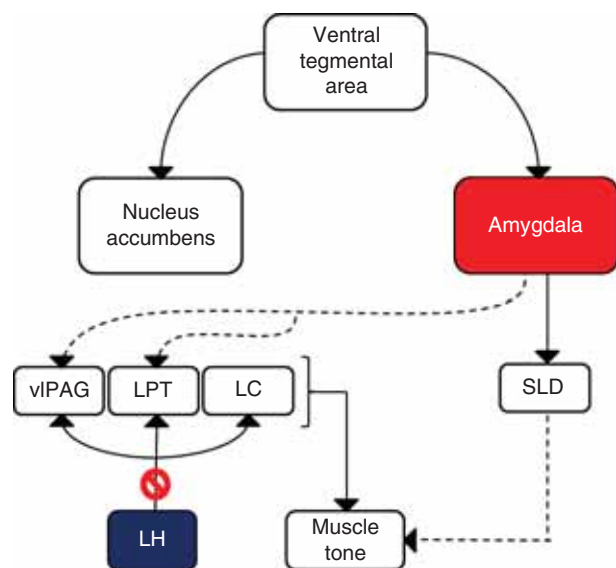 Ventral
tegmental
area
Nucleus
accumbens
Amygdala
vlPAG
LPT
LC
SLD
LH
Muscle
tone